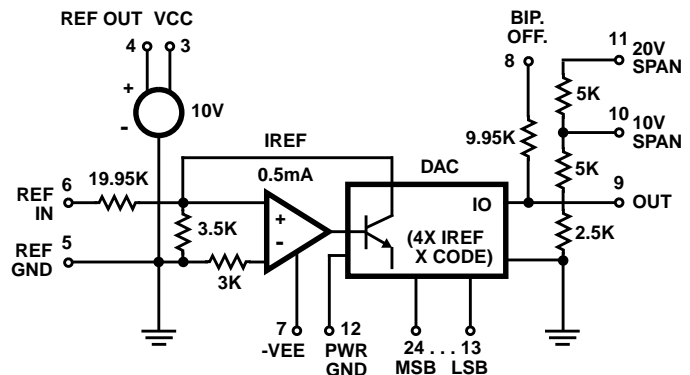 REF OUT VCC
4 3
+
-
10V
BIP.
OFF.
8
11 20V
SPAN
5K
10 10V
SPAN
9.95K
5K
IREF
0.5mA
DAC
6
REF
IN
19.95K
+
-
IO
9
OUT
3.5K
(4X IREF
X CODE)
2.5K
5
REF
GND
3K
7
-VEE
12
PWR
GND
24 . . . 13
MSB LSB